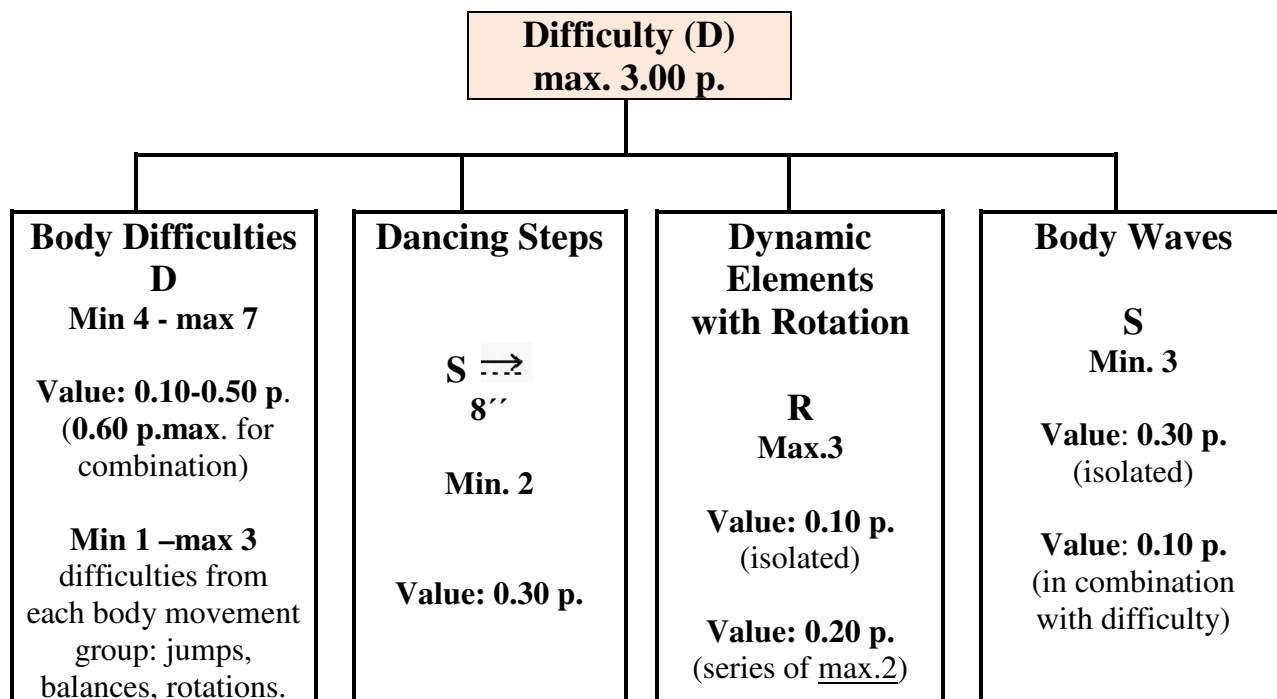 Difficulty (D)
max. 3.00 p.
Body Difficulties
D
Min 4 - max 7
Value: 0.10-0.50 p.
(0.60 p.max. for
combination)
Min 1 –max 3
difficulties from
each body movement
group: jumps,
balances, rotations.
Dancing Steps
S
8´´
Min. 2
Value: 0.30 p.
Dynamic
Elements
with Rotation
R
Max.3
Value: 0.10 p.
(isolated)
Value: 0.20 p.
(series of max.2)
Body Waves
S
Min. 3
Value: 0.30 p.
(isolated)
Value: 0.10 p.
(in combination
with difficulty)